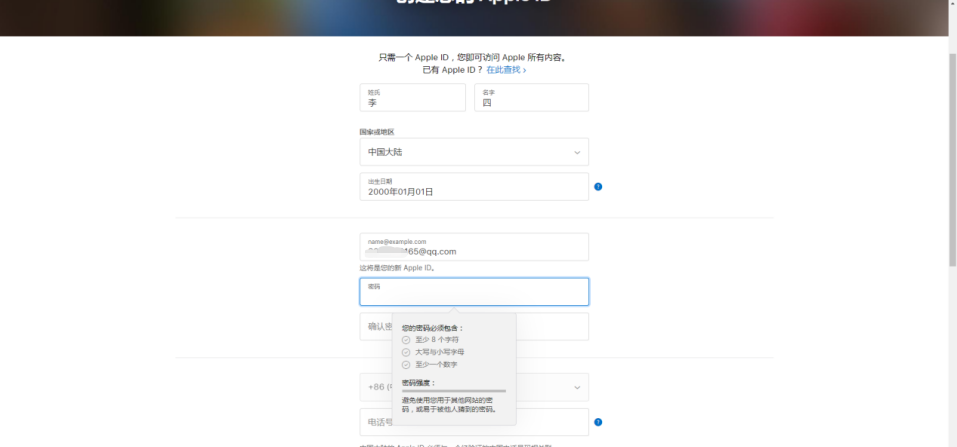 创建您的 Apple ID
只需一个 Apple ID，您即可访问 Apple 所有内容。
已有 Apple ID？ 在此查找 >
姓氏
李
名字
四
国家或地区
中国大陆
出生日期
2000年01月01日
?
name@example.com
465@qq.com
这将是您的新 Apple ID。
密码
确认密
您的密码必须包含：
至少 8 个字符
大写与小写字母
至少一个数字
密码强度：
避免使用您用于其他网站的密
码，或易于被他人猜到的密码。
+86 (
电话号
?